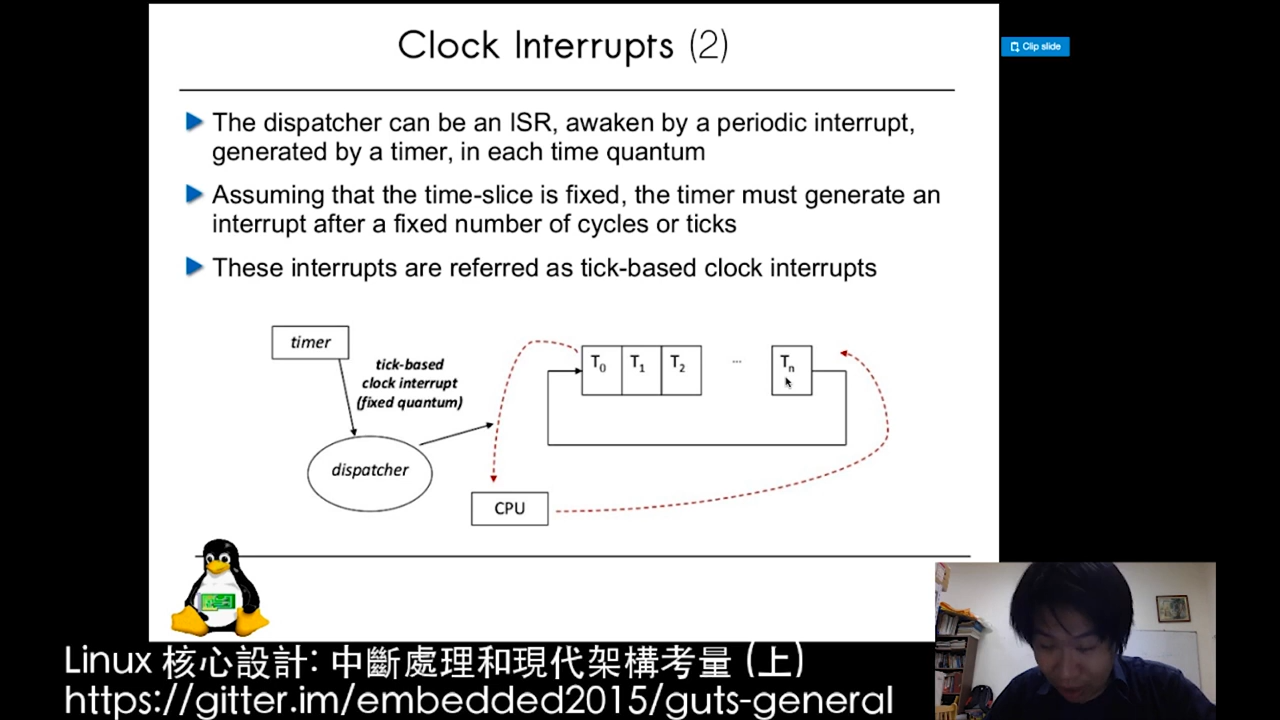 Clock Interrupts (2)
Clip slide
The dispatcher can be an ISR, awaken by a periodic interrupt,
generated by a timer, in each time quantum
Assuming that the time-slice is fixed, the timer must generate an
interrupt after a fixed number of cycles or ticks
These interrupts are referred as tick-based clock interrupts
timer
tick-based
clock interrupt
(fixed quantum)
dispatcher
CPU
T0 T1 T2 ... Tn
Linux 核心設計: 中斷處理和現代架構考量 (上)
https://gitter.im/embedded2015/guts-general